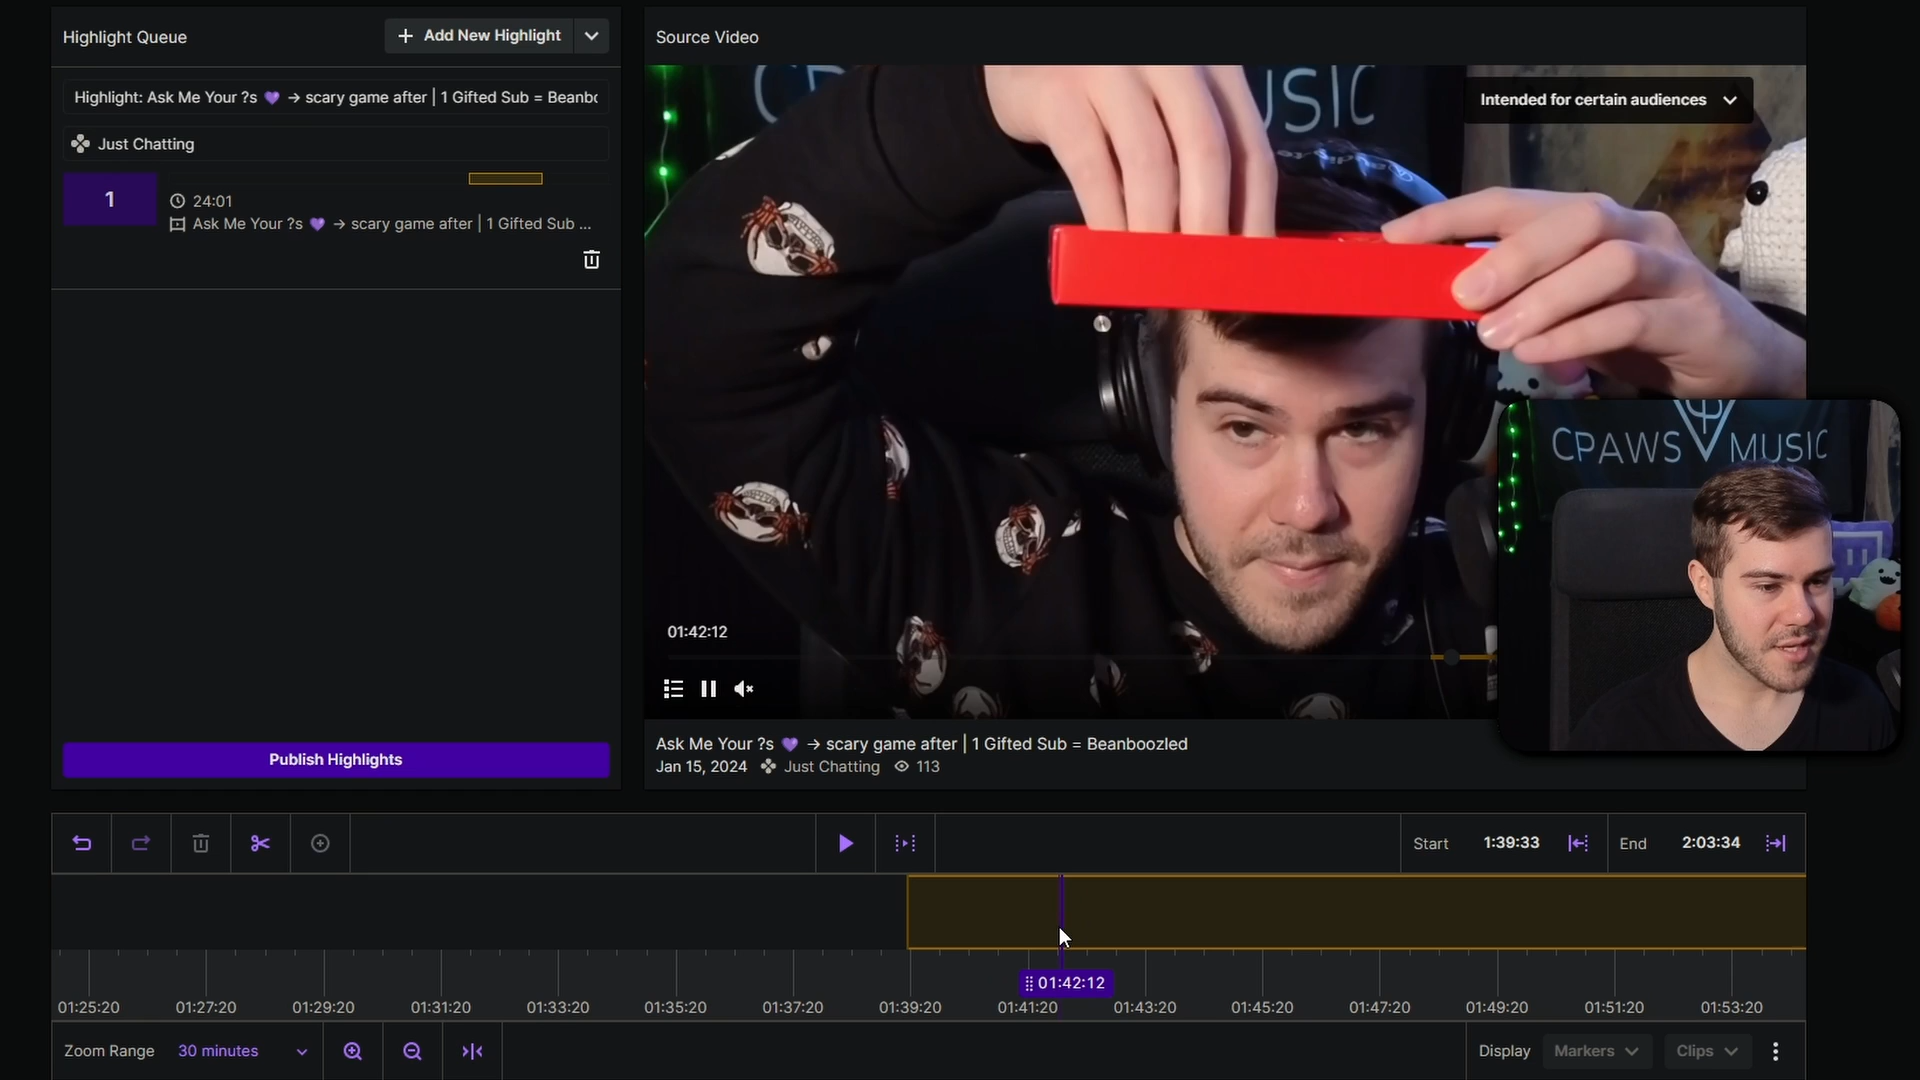 Highlight Queue
Add New Highlight
Highlight: Ask Me Your ?s 💜 → scary game after | 1 Gifted Sub = Beanbo
Just Chatting
1
24:01
Ask Me Your ?s 💜 → scary game after | 1 Gifted Sub ...
Publish Highlights
Source Video
CP
USIC
Intended for certain audiences
01:42:12
CPAWS MUSIC
Ask Me Your ?s 💜 → scary game after | 1 Gifted Sub = Beanboozled
Jan 15, 2024 Just Chatting 113
Start 1:39:33 End 2:03:34
01:42:12
01:25:20 01:27:20 01:29:20 01:31:20 01:33:20 01:35:20 01:37:20 01:39:20 01:41:20 01:43:20 01:45:20 01:47:20 01:49:20 01:51:20 01:53:20
Zoom Range 30 minutes Display Markers Clips